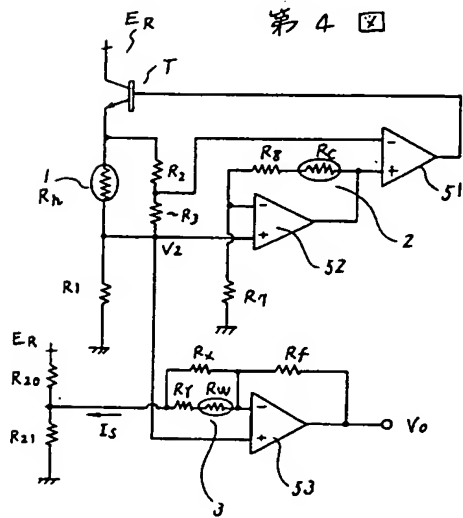 第 4 図
ER
T
1
Rh
R2
~R3
V2
R1
R8
Rc
2
R7
51
52
ER
R20
R21
Is
Rx
Rf
Rr
Rw
3
53
Vo